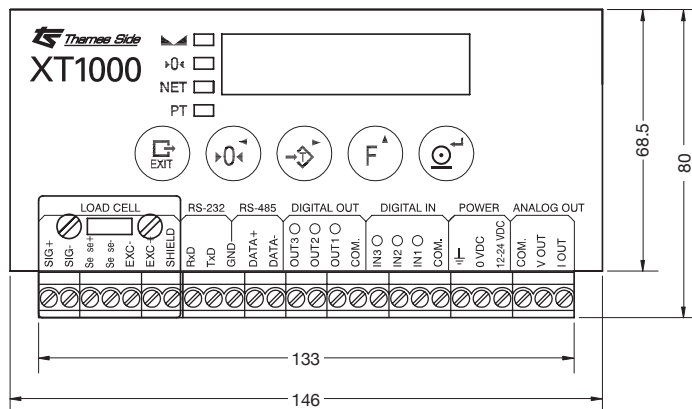 Thames Side
XT1000
▸0◂
NET
PT
EXIT
▸0◂
→T
F
LOAD CELL
RS-232
RS-485
DIGITAL OUT
DIGITAL IN
POWER
ANALOG OUT
SIG+
SIG-
Se se+
Se se-
EXC-
EXC+
SHIELD
RxD
TxD
GND
DATA+
DATA-
OUT3
OUT2
OUT1
COM.
IN3
IN2
IN1
COM.
0 VDC
12-24 VDC
COM.
V OUT
I OUT
68.5
80
133
146